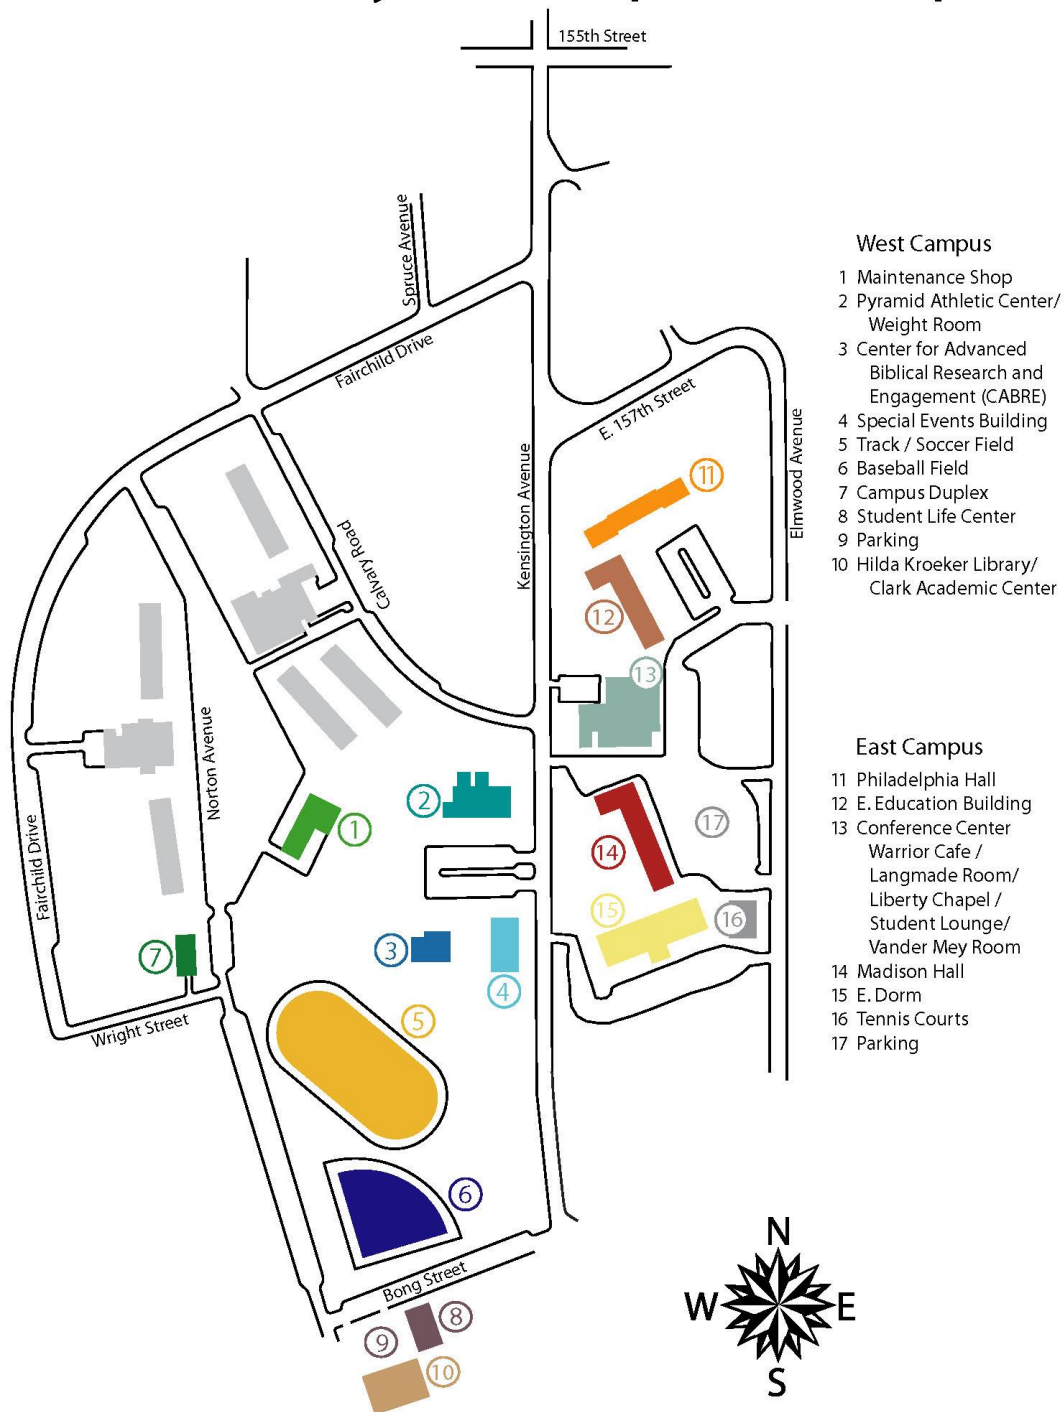 155th Street
Spruce Avenue
Fairchild Drive
E. 157th Street
Kensington Avenue
Elmwood Avenue
Calvary Road
Norton Avenue
Fairchild Drive
Wright Street
Bong Street
11
12
13
2
1
17
14
15
16
3
7
4
5
6
8
9
10
West Campus
1 Maintenance Shop
2 Pyramid Athletic Center/
Weight Room
3 Center for Advanced
Biblical Research and
Engagement (CABRE)
4 Special Events Building
5 Track / Soccer Field
6 Baseball Field
7 Campus Duplex
8 Student Life Center
9 Parking
10 Hilda Kroeker Library/
Clark Academic Center
East Campus
11 Philadelphia Hall
12 E. Education Building
13 Conference Center
Warrior Cafe /
Langmade Room/
Liberty Chapel /
Student Lounge/
Vander Mey Room
14 Madison Hall
15 E. Dorm
16 Tennis Courts
17 Parking
N
W E
S